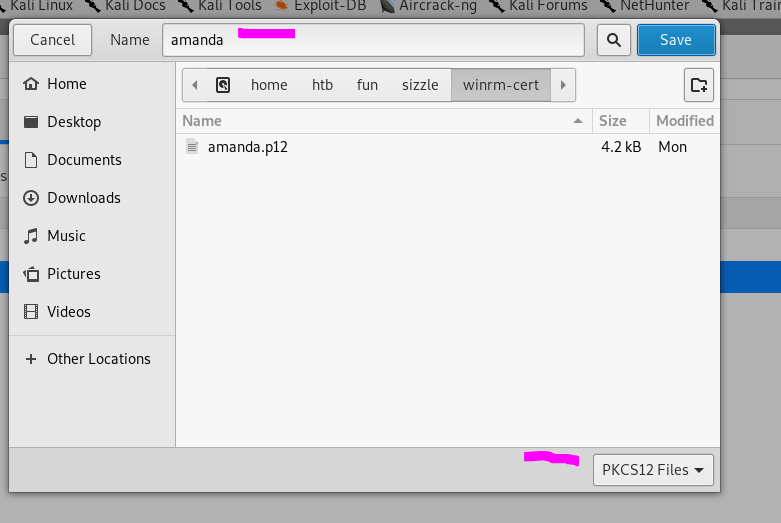 Kali Linux Kali Docs Kali Tools Exploit-DB Aircrack-ng Kali Forums NetHunter Kali Train
Cancel Name amanda Save
home htb fun sizzle winrm-cert
Name Size Modified
amanda.p12 4.2 kB Mon
Home
Desktop
Documents
Downloads
Music
Pictures
Videos
Other Locations
PKCS12 Files